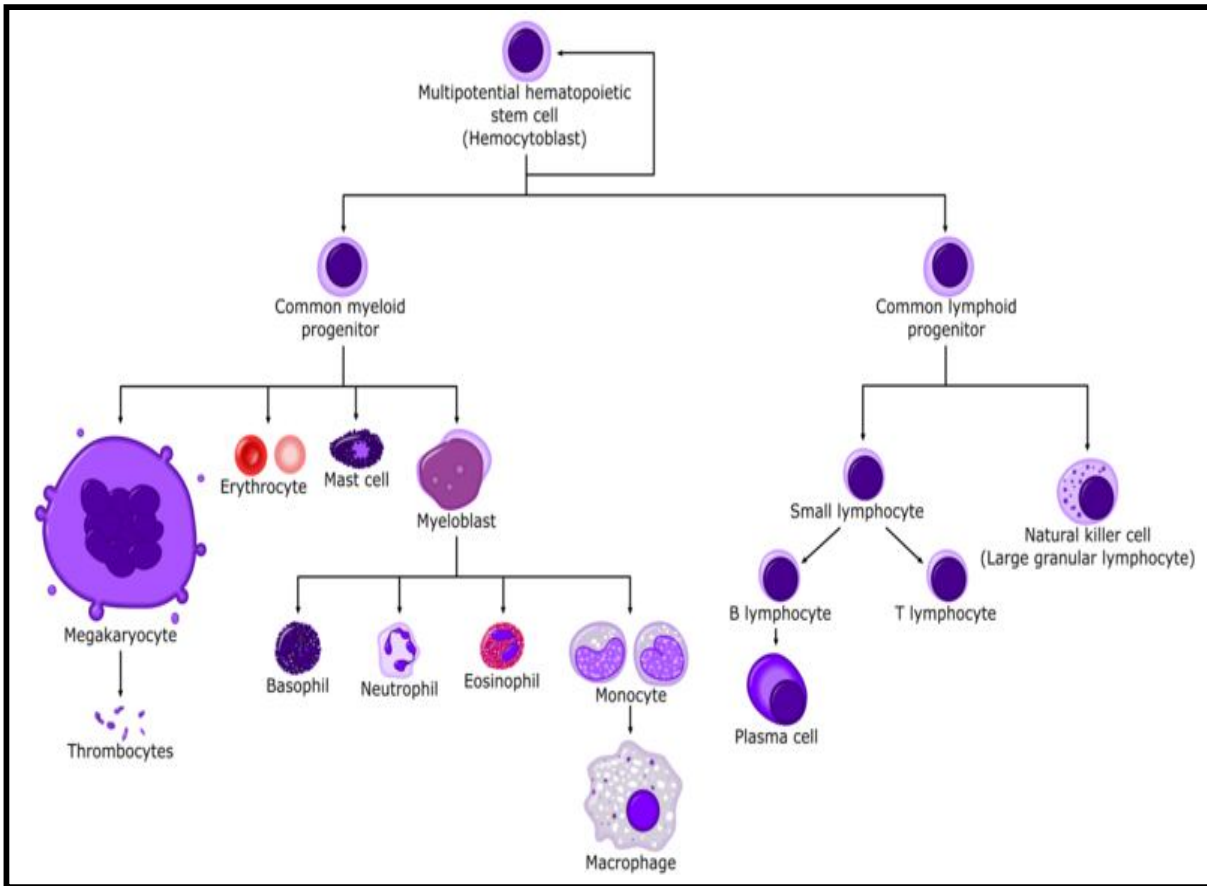 Multipotential hematopoietic
stem cell
(Hemocytoblast)
Common myeloid
progenitor
Common lymphoid
progenitor
Erythrocyte
Mast cell
Myeloblast
Small lymphocyte
Natural killer cell
(Large granular lymphocyte)
B lymphocyte
T lymphocyte
Megakaryocyte
Basophil
Neutrophil
Eosinophil
Monocyte
Plasma cell
Thrombocytes
Macrophage